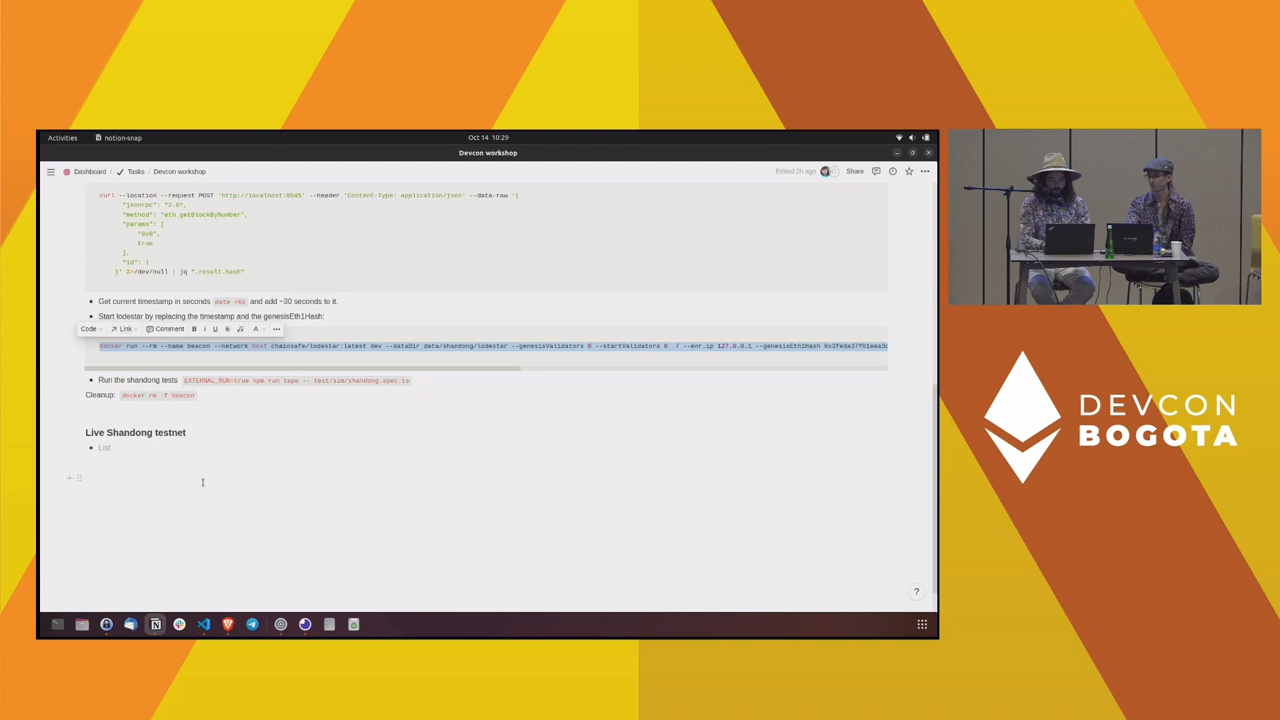 Activities
notion-snap
Oct 14 10:29
Devcon workshop
Dashboard / Tasks / Devcon workshop
Edited 2h ago
Share
curl --location --request POST 'http://localhost:8545' --header 'Content-Type: application/json' --data-raw '{
"jsonrpc": "2.0",
"method": "eth_getBlockByNumber",
"params": [
"0x0",
true
],
"id": 1
}' 2>/dev/null | jq ".result.hash"
Get current timestamp in seconds date +%s and add ~30 seconds to it.
Start lodestar by replacing the timestamp and the genesisEth1Hash:
Code Link Comment B i U S A
docker run --rm --name beacon --network host chainsafe/lodestar:latest dev --dataDir data/shandong/lodestar --genesisValidators 8 --startValidators 0..7 --enr.ip 127.0.0.1 --genesisEth1Hash
Run the shandong tests EXTERNAL_RUN=true npm run tape -- test/sim/shandong.spec.ts
Cleanup: docker rm -f beacon
Live Shandong testnet
List
?
DEVCON
BOGOTA